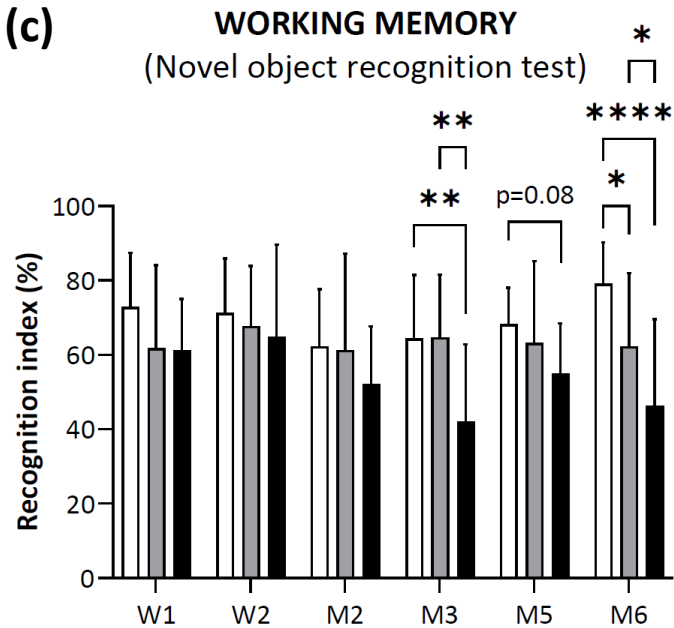 (c)
WORKING MEMORY
(Novel object recognition test)
*
****
**
*
**
p=0.08
100
80
60
40
20
0
Recognition index (%)
W1 W2 M2 M3 M5 M6